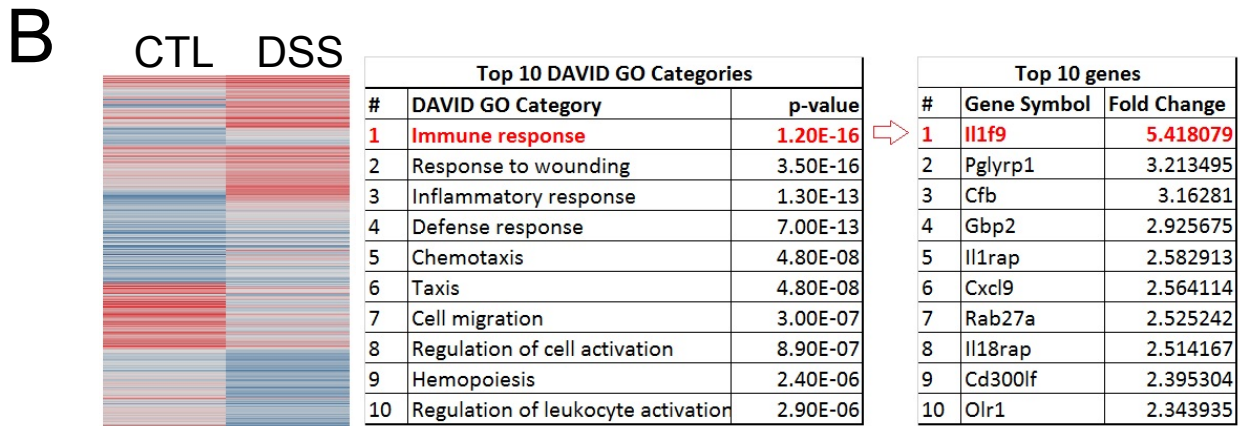 B
CTL DSS
Top 10 DAVID GO Categories
# DAVID GO Category p-value
1 Immune response 1.20E-16
2 Response to wounding 3.50E-16
3 Inflammatory response 1.30E-13
4 Defense response 7.00E-13
5 Chemotaxis 4.80E-08
6 Taxis 4.80E-08
7 Cell migration 3.00E-07
8 Regulation of cell activation 8.90E-07
9 Hemopoiesis 2.40E-06
10 Regulation of leukocyte activation 2.90E-06
Top 10 genes
# Gene Symbol Fold Change
1 Il1f9 5.418079
2 Pglyrp1 3.213495
3 Cfb 3.16281
4 Gbp2 2.925675
5 Il1rap 2.582913
6 Cxcl9 2.564114
7 Rab27a 2.525242
8 Il18rap 2.514167
9 Cd300lf 2.395304
10 Olr1 2.343935